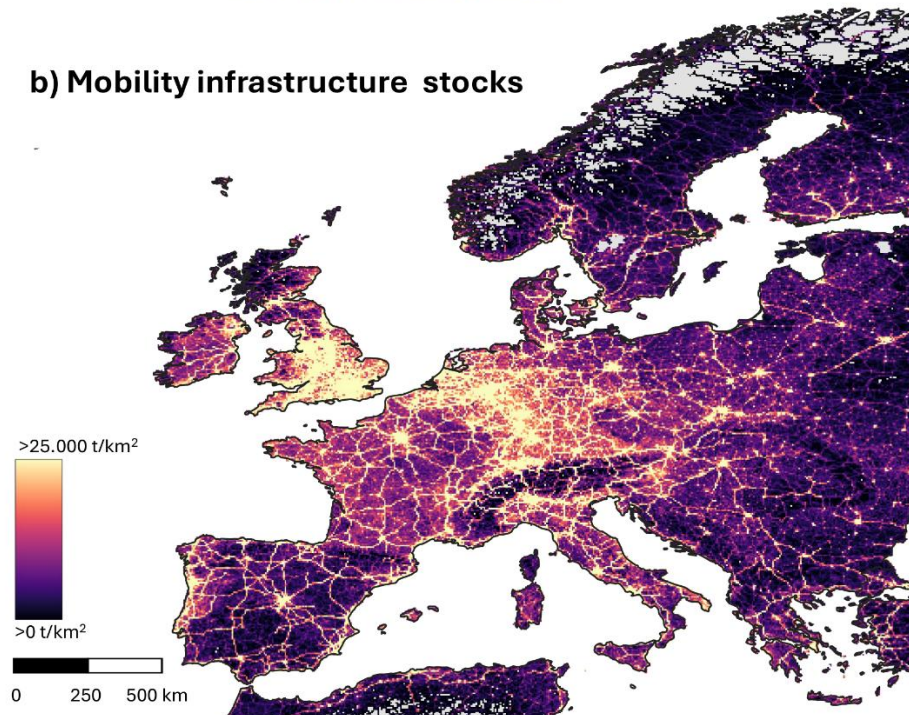 b) Mobility infrastructure stocks
>25.000 t/km²
>0 t/km²
0 250 500 km